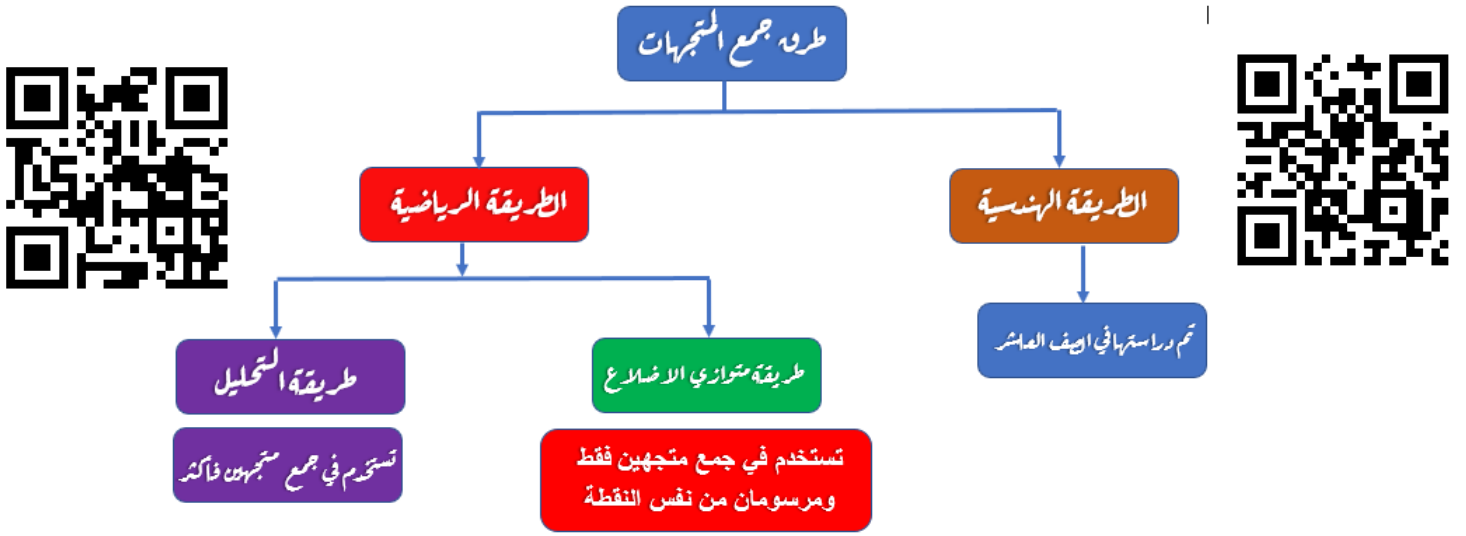 طرق جمع المتجهات
الطريقة الهندسية
الطريقة الرياضية
تم دراستها في الصف العاشر
طريقة متوازي الاضلاع
طريقة التحليل
تستخدم في جمع متجهين فقط
ومرسومان من نفس النقطة
تستخدم في جمع متجهين فأكثر